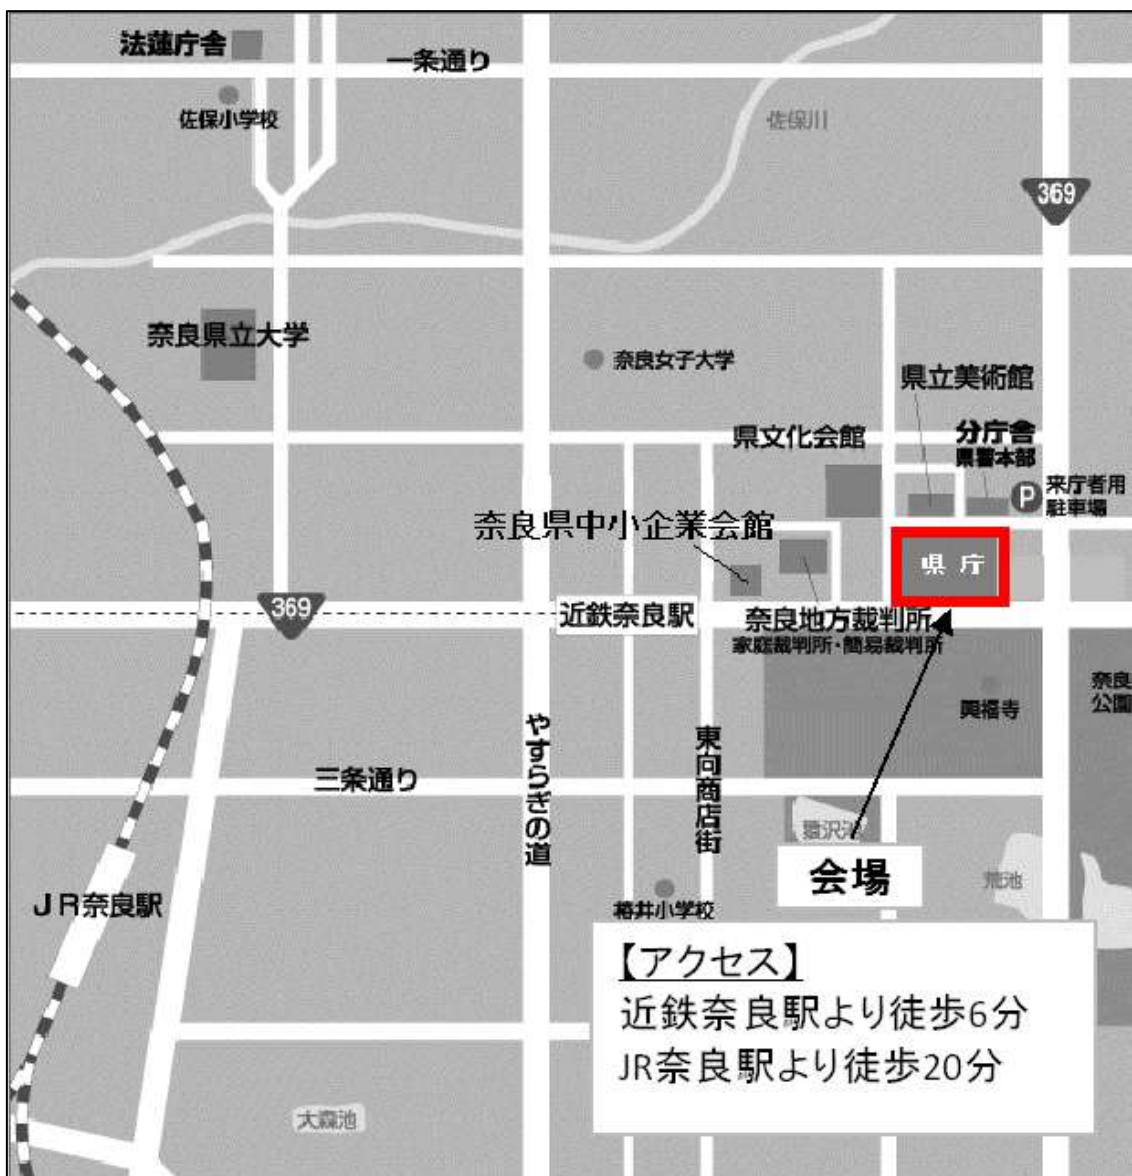 法蓮庁舎
一条通り
佐保小学校
佐保川
369
奈良県立大学
奈良女子大学
県立美術館
県文化会館
分庁舎
県警本部
P
来庁者用
駐車場
奈良県中小企業会館
県 庁
369
近鉄奈良駅
奈良地方裁判所
家庭裁判所・簡易裁判所
興福寺
奈良
公園
やすらぎの道
東向商店街
三条通り
猿沢池
会場
荒池
JR奈良駅
椿井小学校
【アクセス】
近鉄奈良駅より徒歩6分
JR奈良駅より徒歩20分
大森池